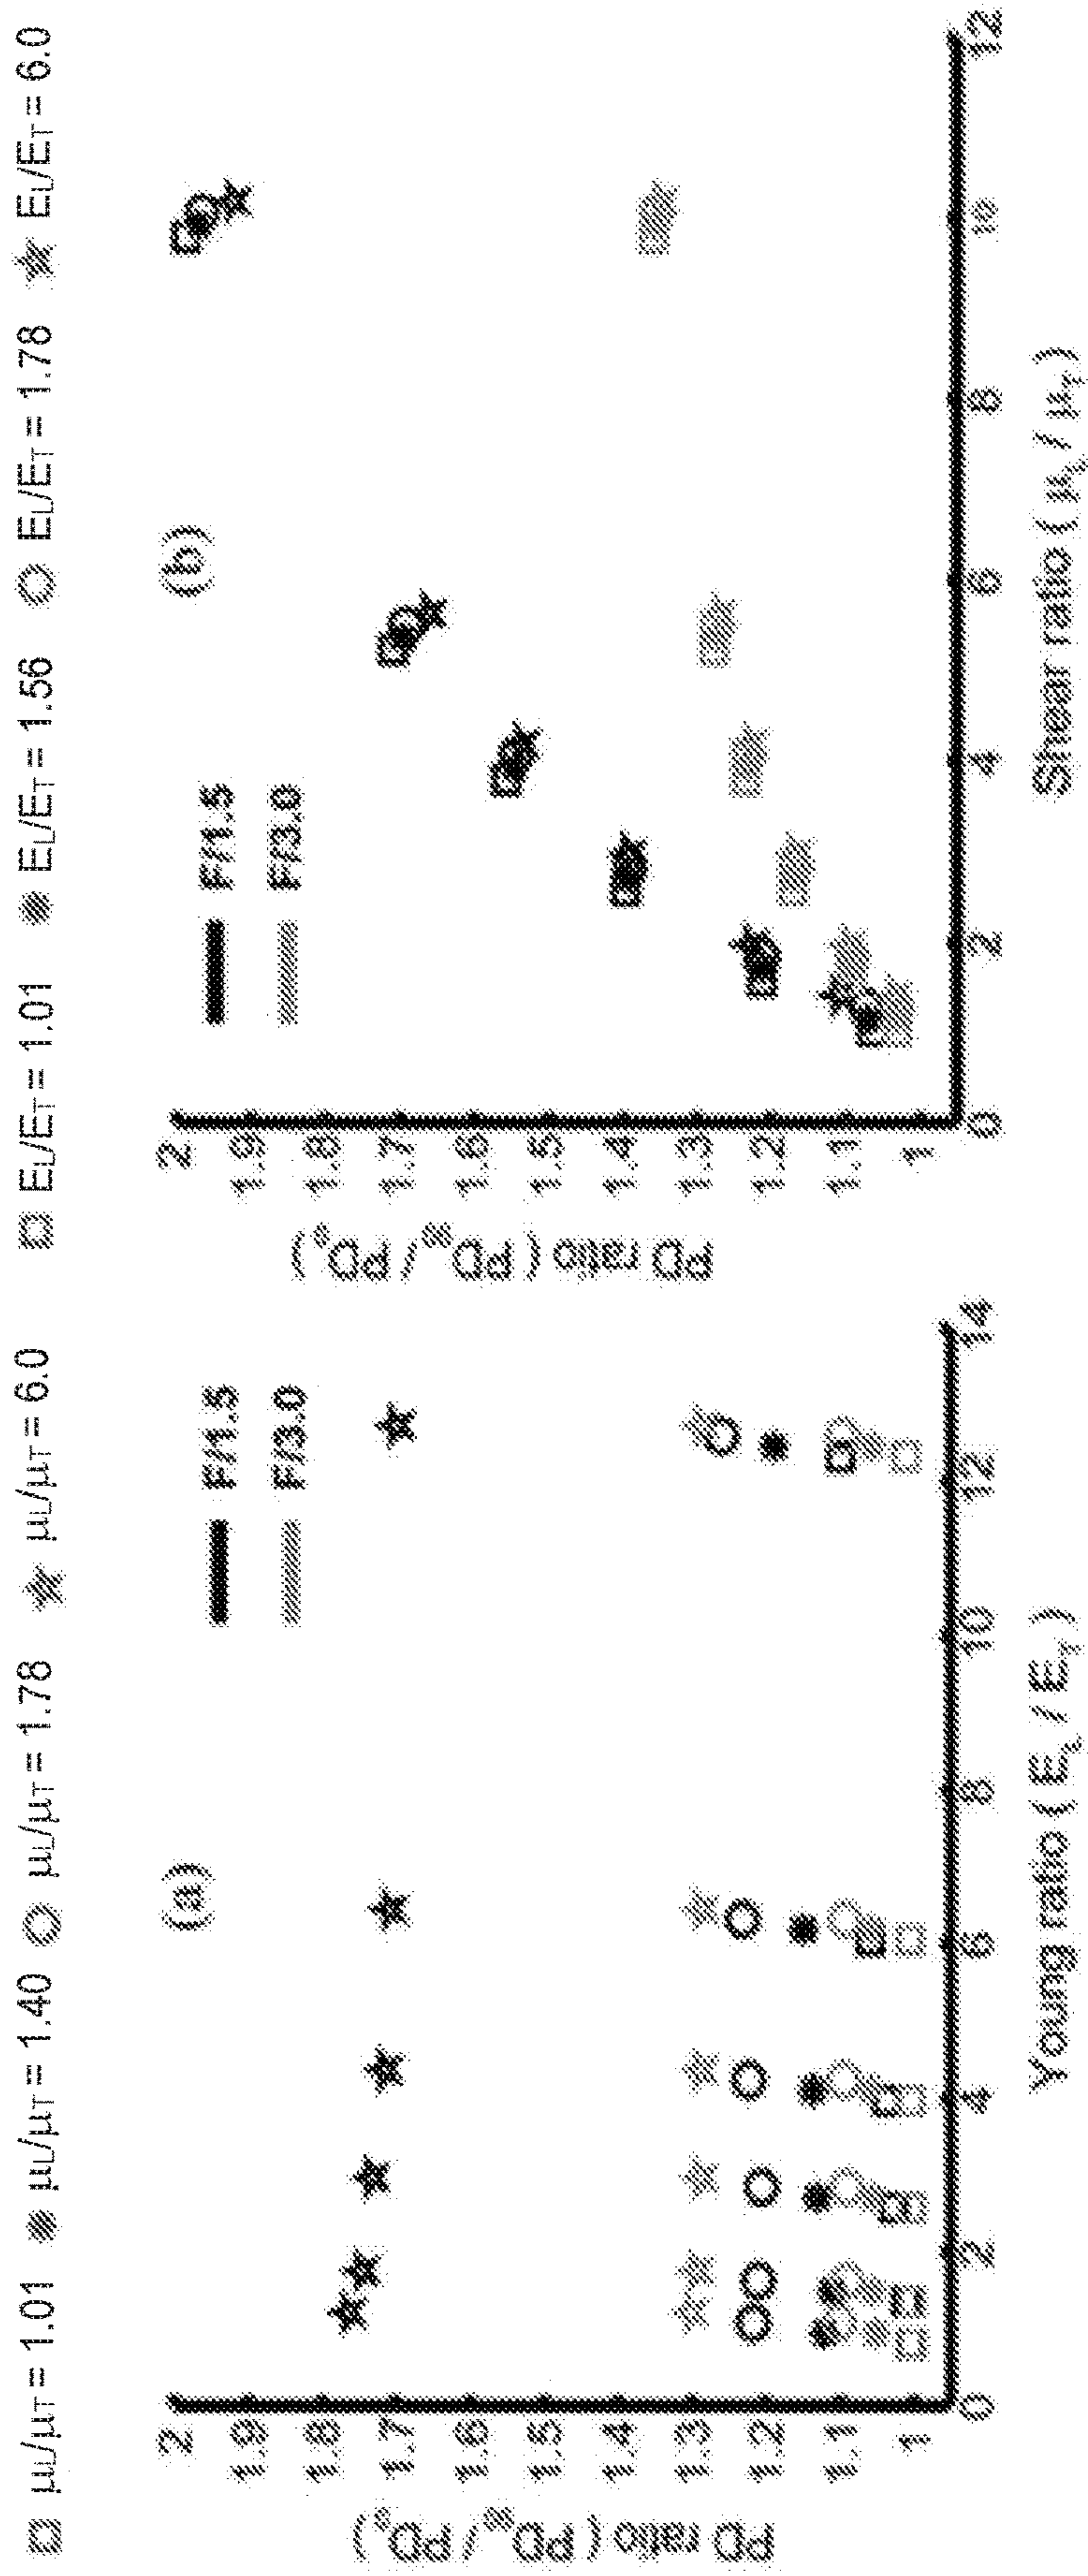 μL/μT = 1.01 μL/μT = 1.40 μL/μT = 1.78 μL/μT = 6.0
(a)
F/1.5
F/3.0
2
1.9
1.8
1.7
1.6
1.5
1.4
1.3
1.2
1.1
1
0 2 4 6 8 10 12 14
PD ratio ( PD90 / PD0 )
Young ratio ( EL / ET )
EL/ET = 1.01 EL/ET = 1.56 EL/ET = 1.78 EL/ET = 6.0
(b)
F/1.5
F/3.0
2
1.9
1.8
1.7
1.6
1.5
1.4
1.3
1.2
1.1
1
0 2 4 6 8 10 12
PD ratio ( PD90 / PD0 )
Shear ratio ( μL / μT )